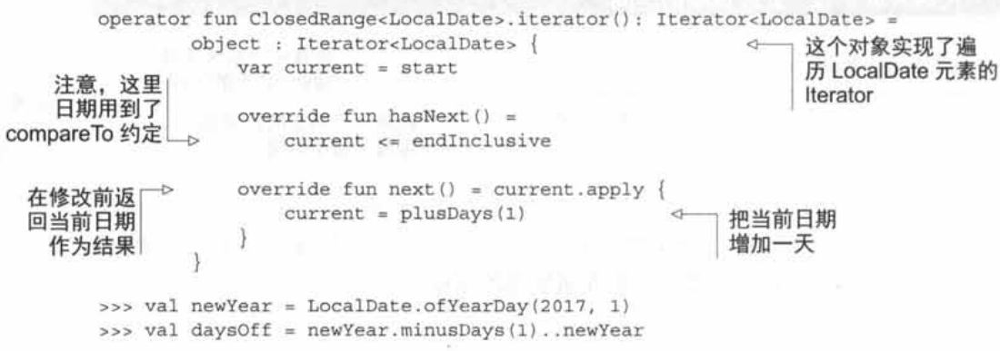 operator fun ClosedRange<LocalDate>.iterator(): Iterator<LocalDate> =
object : Iterator<LocalDate> {
这个对象实现了遍
历 LocalDate 元素的
Iterator
var current = start
注意，这里
日期用到了
compareTo 约定
override fun hasNext() =
current <= endInclusive
在修改前返
回当前日期
作为结果
override fun next() = current.apply {
current = plusDays(1)
把当前日期
增加一天
}
}
>>> val newYear = LocalDate.ofYearDay(2017, 1)
>>> val daysOff = newYear.minusDays(1)..newYear